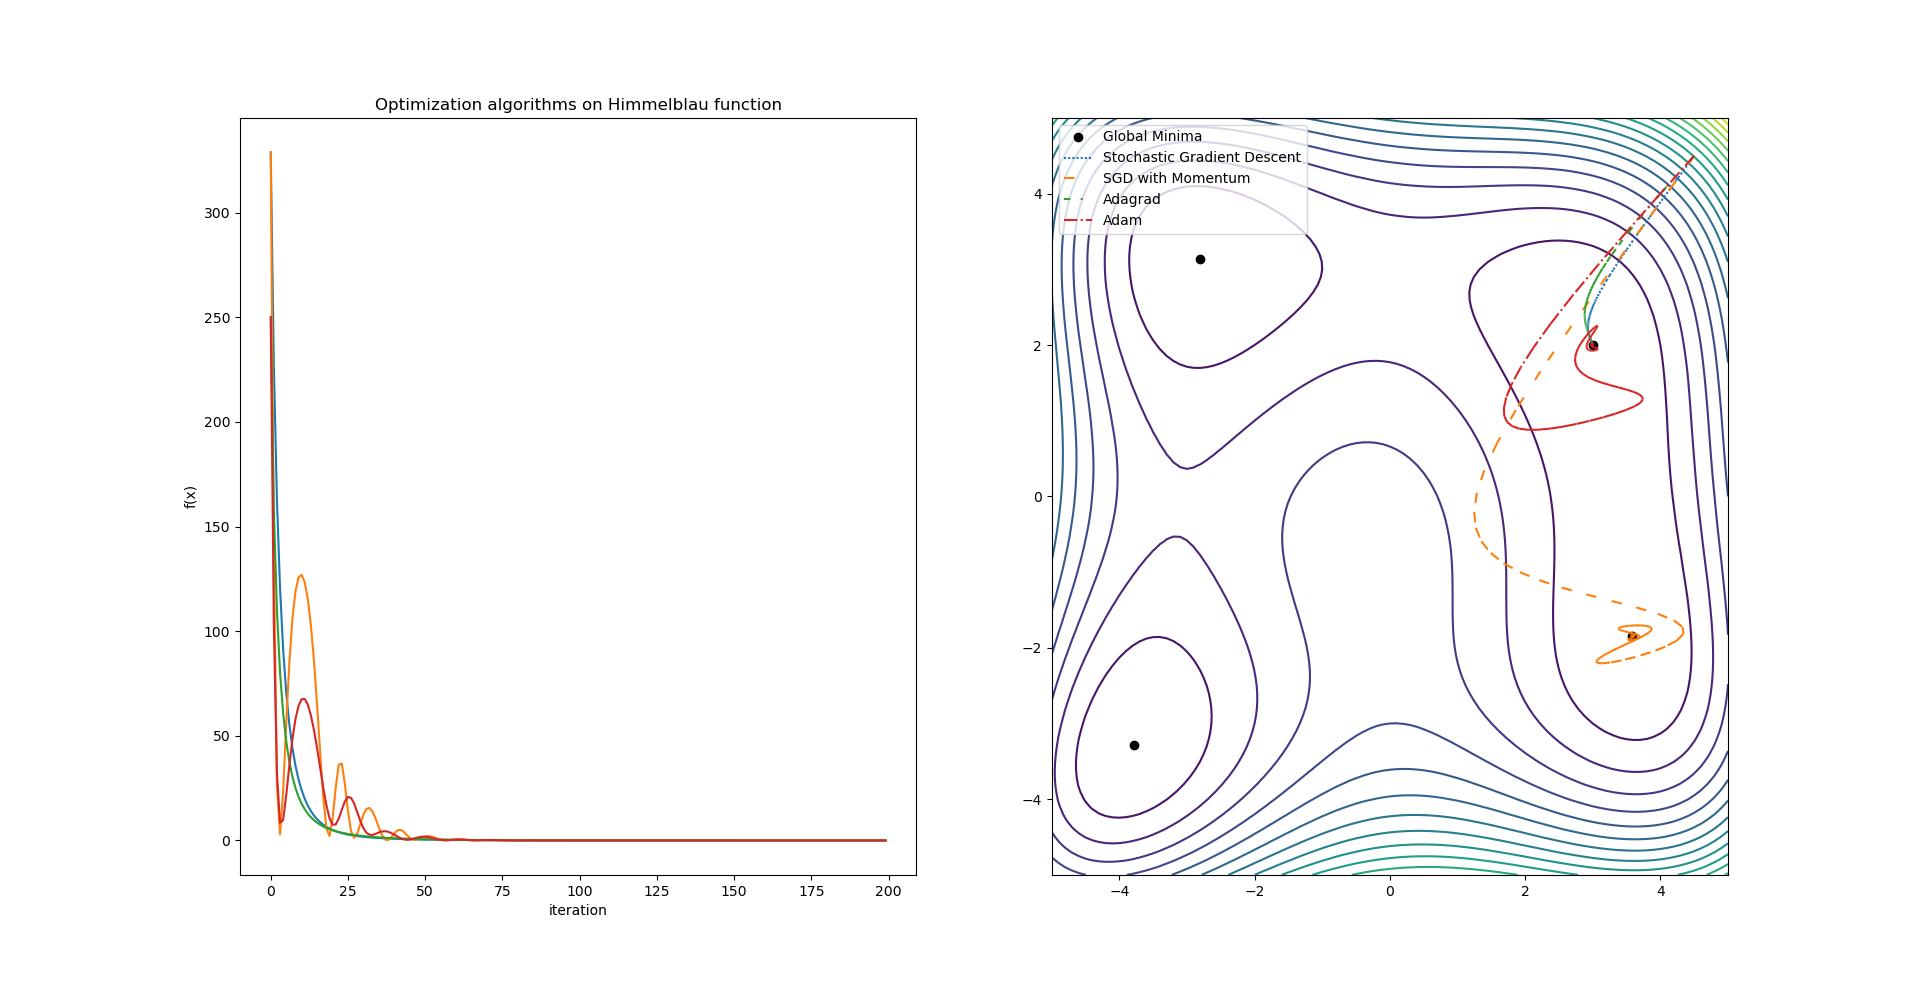 Optimization algorithms on Himmelblau function
f(x)
300
250
200
150
100
50
0
0 25 50 75 100 125 150 175 200
iteration
Global Minima
Stochastic Gradient Descent
SGD with Momentum
Adagrad
Adam
4
2
0
−2
−4
−4 −2 0 2 4